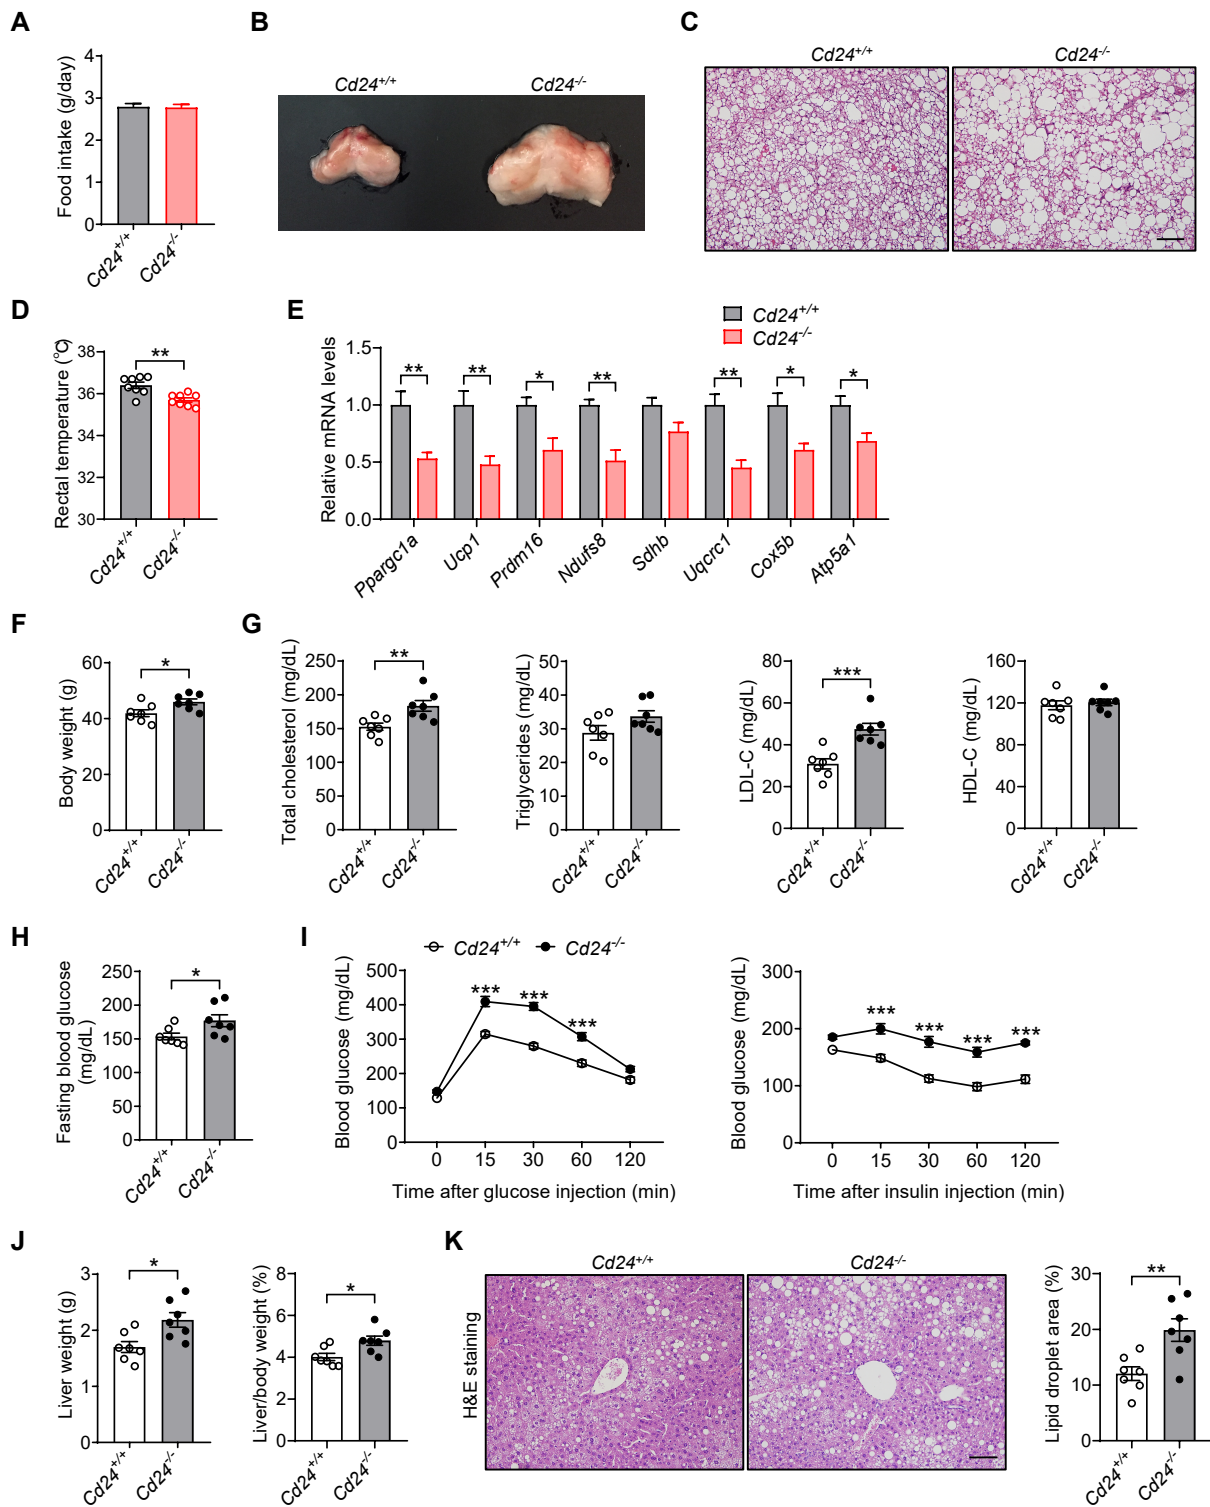 A
Food intake (g/day)
4
3
2
1
0
Cd24+/+
Cd24-/-
B
Cd24+/+
Cd24-/-
C
Cd24+/+
Cd24-/-
D
Rectal temperature (℃)
38
36
34
32
30
**
Cd24+/+
Cd24-/-
E
Cd24+/+
Cd24-/-
Relative mRNA levels
1.5
1.0
0.5
0.0
** ** * ** ** * *
Ppargc1a
Ucp1
Prdm16
Ndufs8
Sdhb
Uqcrc1
Cox5b
Atp5a1
F
Body weight (g)
60
40
20
0
*
Cd24+/+
Cd24-/-
G
Total cholesterol (mg/dL)
250
200
150
100
50
0
**
Cd24+/+
Cd24-/-
Triglycerides (mg/dL)
50
40
30
20
10
0
Cd24+/+
Cd24-/-
LDL-C (mg/dL)
80
60
40
20
0
***
Cd24+/+
Cd24-/-
HDL-C (mg/dL)
160
120
80
40
0
Cd24+/+
Cd24-/-
H
Fasting blood glucose
(mg/dL)
250
200
150
100
50
0
*
Cd24+/+
Cd24-/-
I
Cd24+/+ Cd24-/-
Blood glucose (mg/dL)
500
400
300
200
100
0
*** *** ***
0 15 30 60 120
Time after glucose injection (min)
Blood glucose (mg/dL)
300
200
100
0
*** *** *** ***
0 15 30 60 120
Time after insulin injection (min)
J
Liver weight (g)
3
2
1
0
*
Cd24+/+
Cd24-/-
Liver/body weight (%)
8
6
4
2
0
*
Cd24+/+
Cd24-/-
K
Cd24+/+
Cd24-/-
H&E staining
Lipid droplet area (%)
30
20
10
0
**
Cd24+/+
Cd24-/-